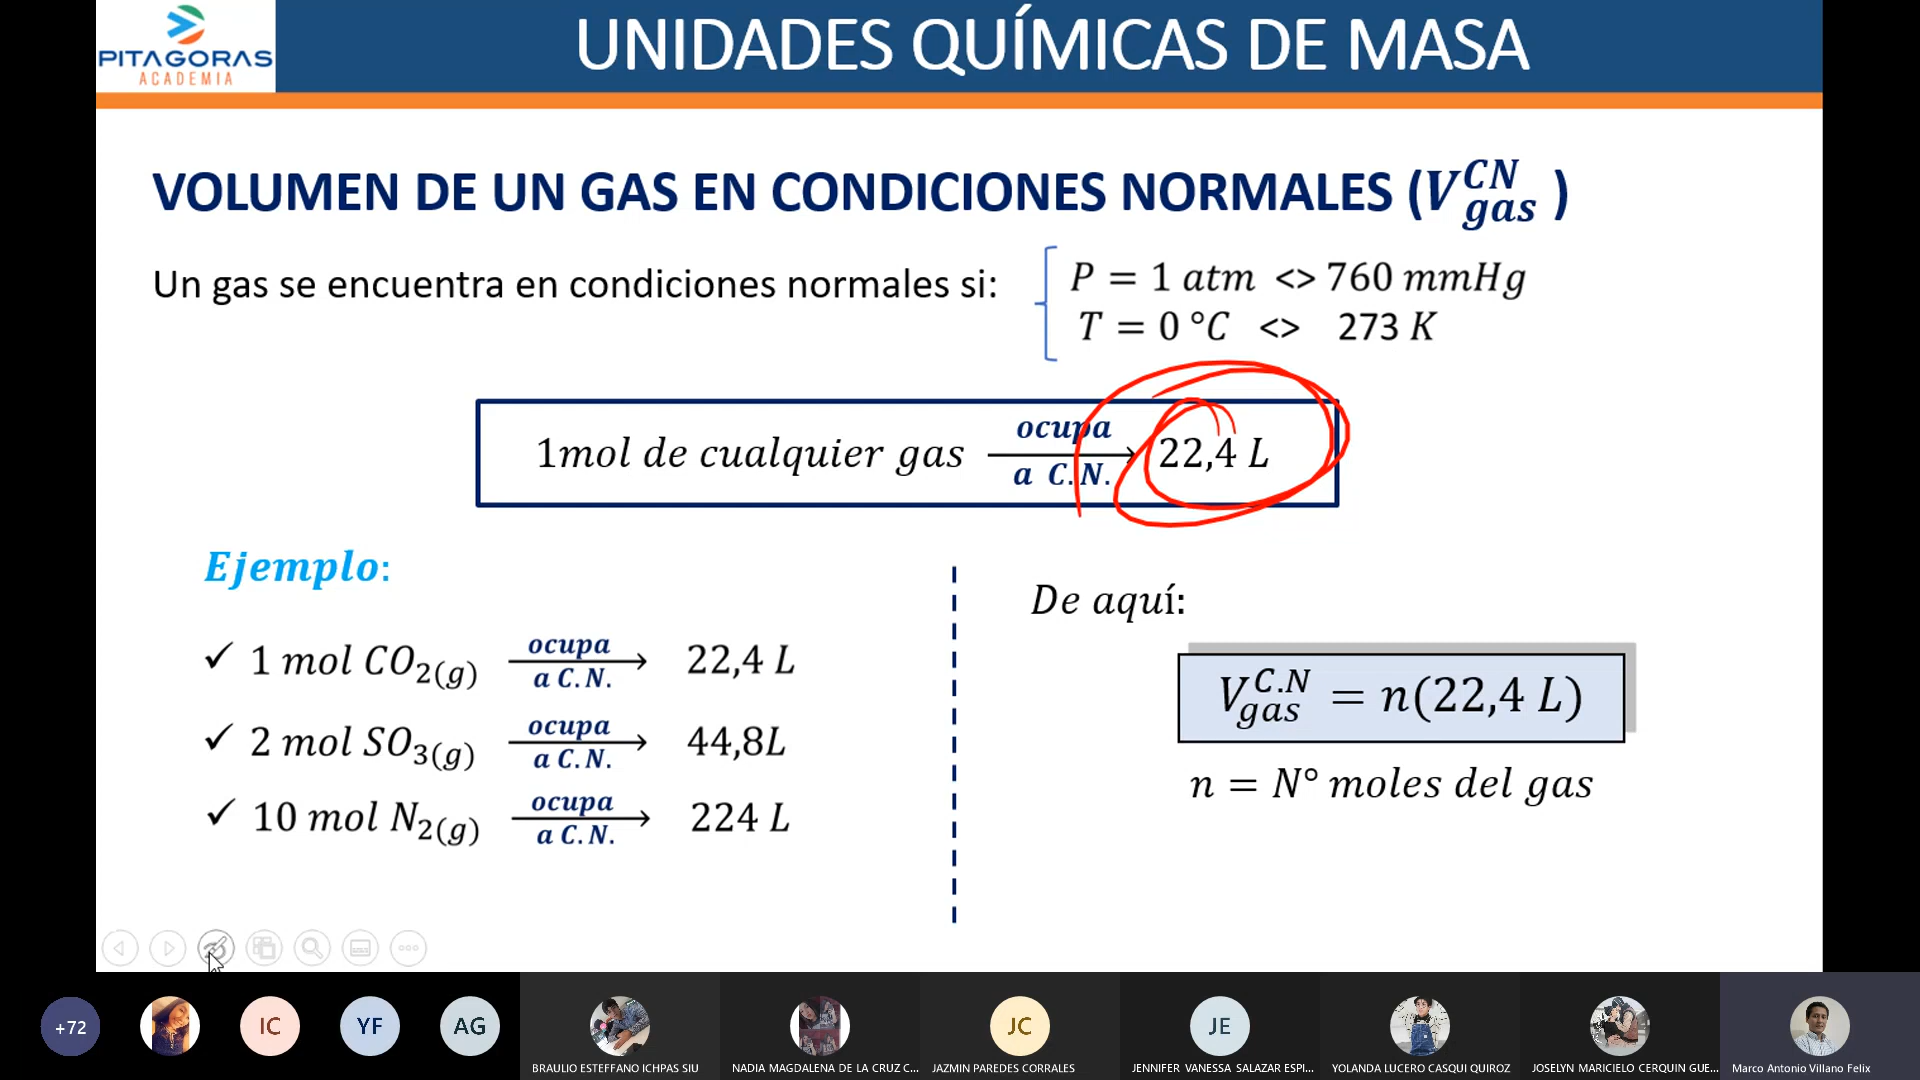 PITAGORAS
ACADEMIA
UNIDADES QUÍMICAS DE MASA
VOLUMEN DE UN GAS EN CONDICIONES NORMALES (V_gas^CN)
Un gas se encuentra en condiciones normales si:
P = 1 atm <> 760 mmHg
T = 0 °C <> 273 K
1mol de cualquier gas ocupa a C.N. → 22,4 L
Ejemplo:
✓ 1 mol CO₂(g) ocupa a C.N. → 22,4 L
✓ 2 mol SO₃(g) ocupa a C.N. → 44,8L
✓ 10 mol N₂(g) ocupa a C.N. → 224 L
De aquí:
V_gas^C.N = n(22,4 L)
n = N° moles del gas
+72
IC
YF
AG
JC
JE
BRAULIO ESTEFFANO ICHPAS SIU
NADIA MAGDALENA DE LA CRUZ C...
JAZMIN PAREDES CORRALES
JENNIFER VANESSA SALAZAR ESPI...
YOLANDA LUCERO CASQUI QUIROZ
JOSELYN MARICIELO CERQUIN GUE...
Marco Antonio Villano Felix